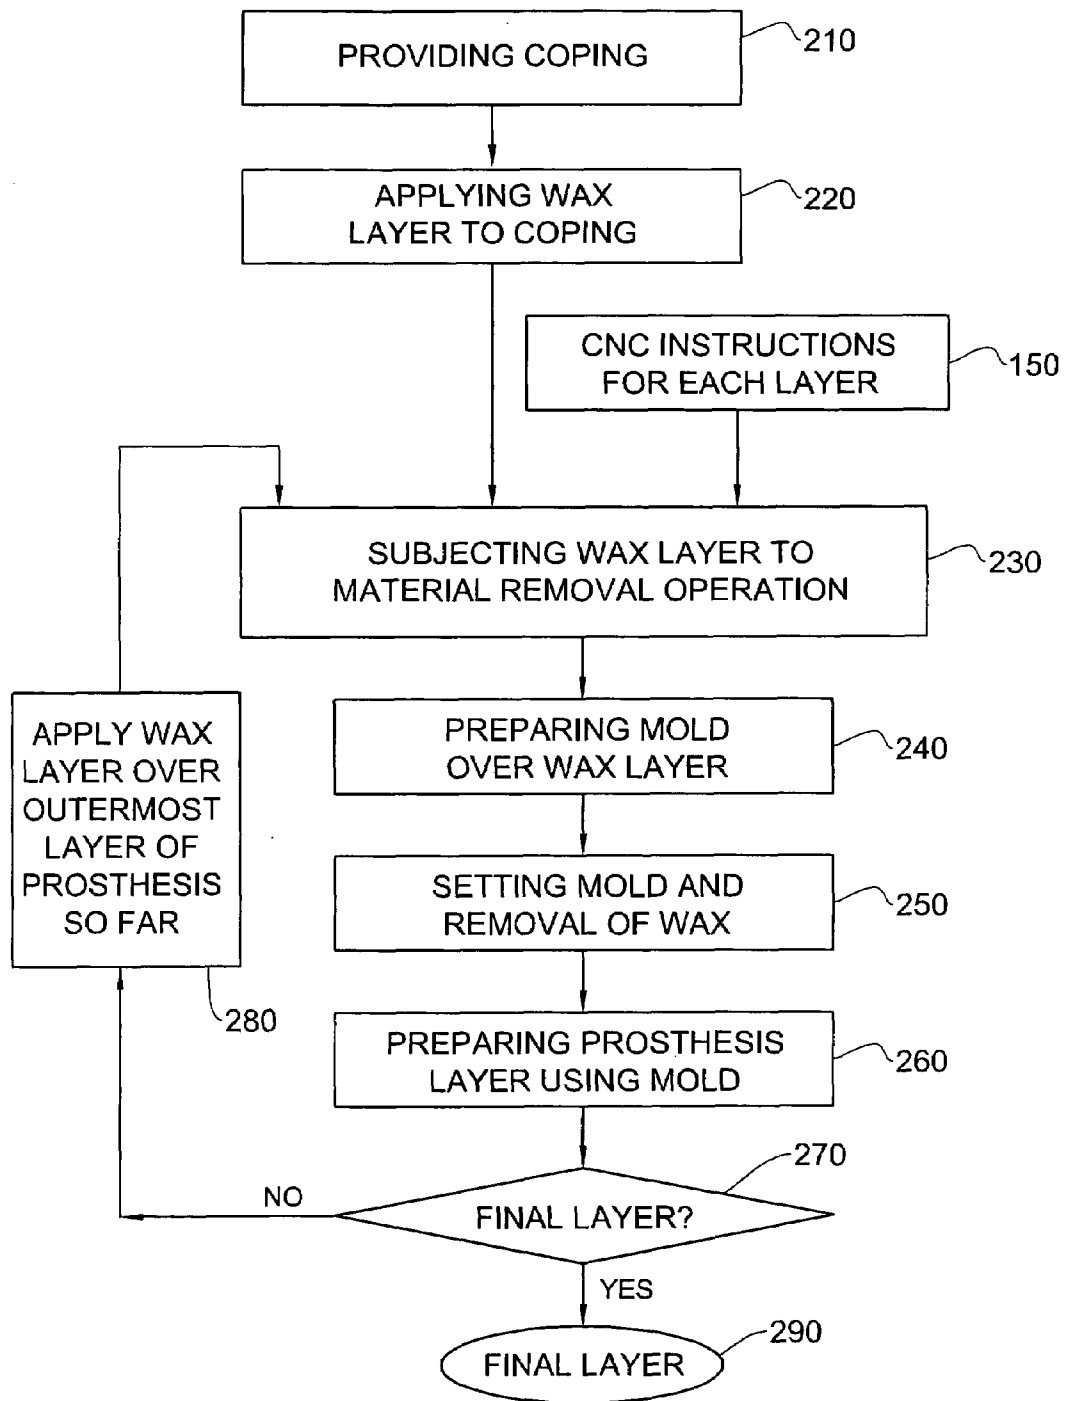 PROVIDING COPING
210
APPLYING WAX
LAYER TO COPING
220
CNC INSTRUCTIONS
FOR EACH LAYER
150
SUBJECTING WAX LAYER TO
MATERIAL REMOVAL OPERATION
230
PREPARING MOLD
OVER WAX LAYER
240
APPLY WAX
LAYER OVER
OUTERMOST
LAYER OF
PROSTHESIS
SO FAR
280
SETTING MOLD AND
REMOVAL OF WAX
250
PREPARING PROSTHESIS
LAYER USING MOLD
260
270
NO
FINAL LAYER?
YES
290
FINAL LAYER